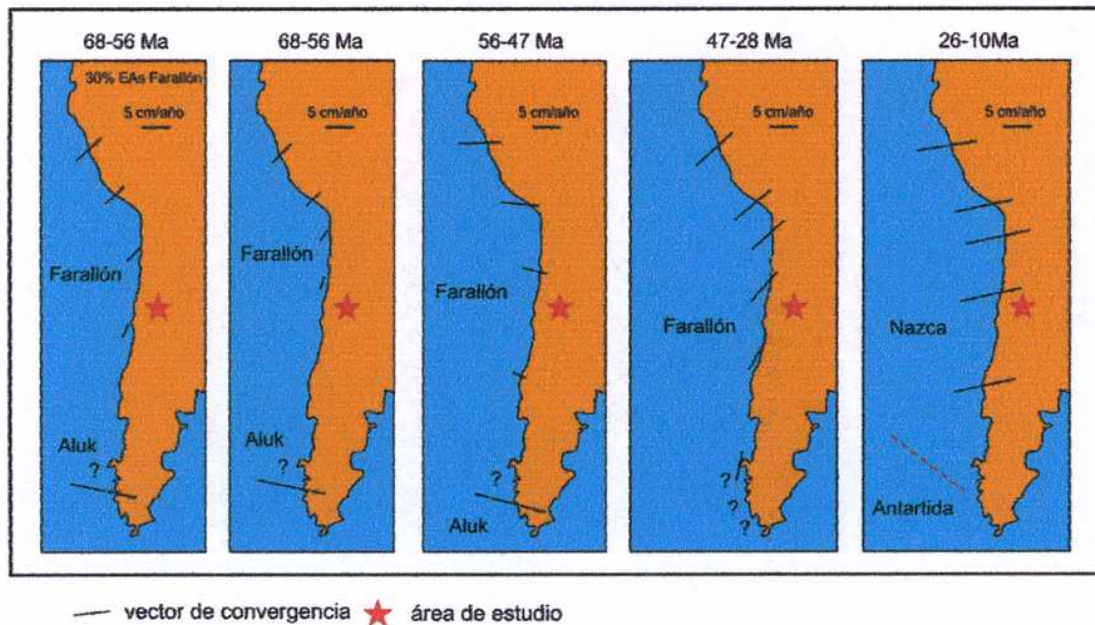 68-56 Ma
68-56 Ma
56-47 Ma
47-28 Ma
26-10Ma
30% EAs Farallón
5 cm/año
5 cm/año
5 cm/año
5 cm/año
5 cm/año
Farallón
Farallón
Farallón
Farallón
Nazca
Aluk
?
Aluk
?
?
Aluk
?
?
?
Antartida
vector de convergencia
área de estudio